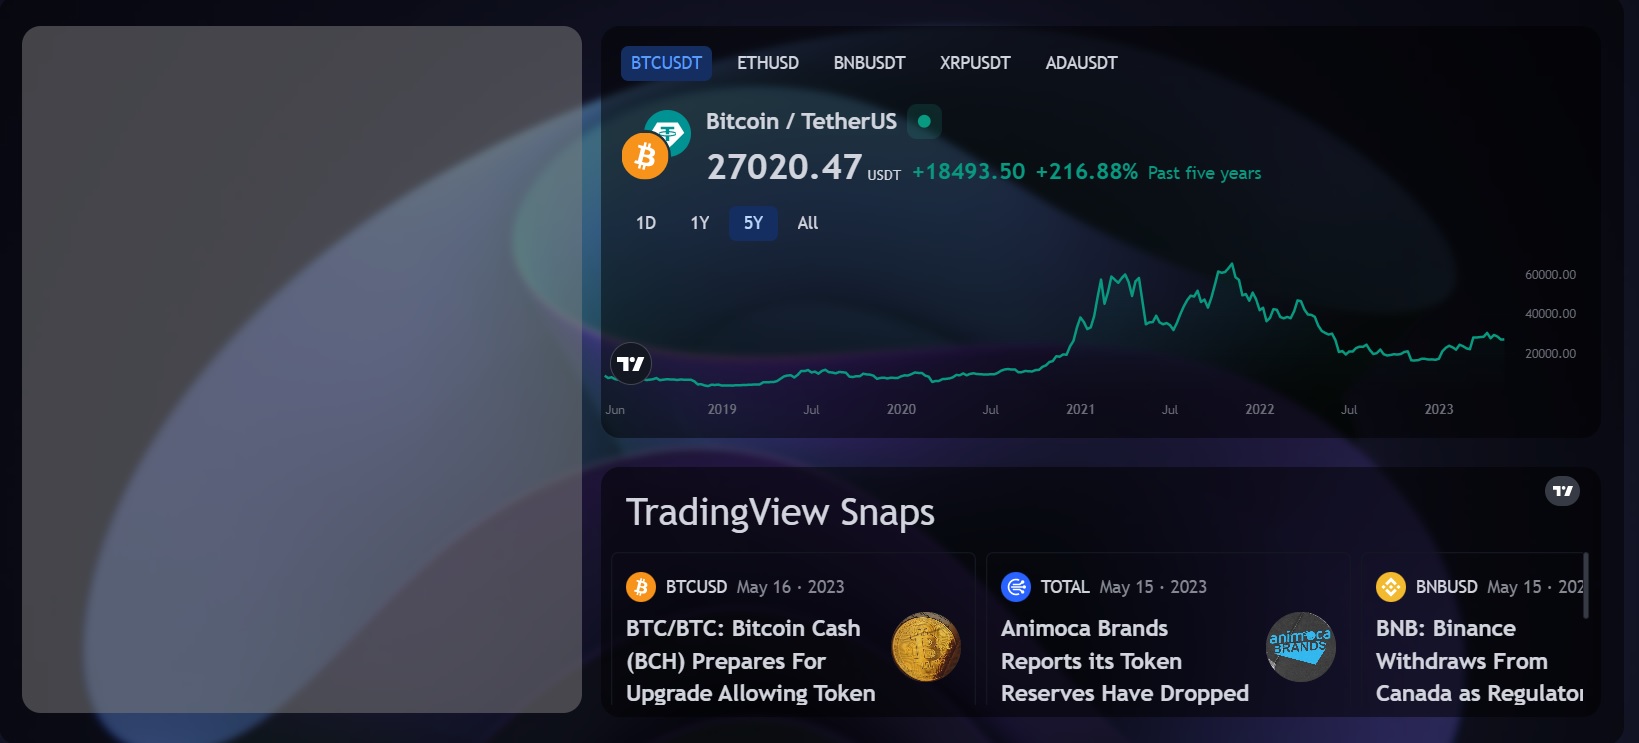 BTCUSDT ETHUSD BNBUSDT XRPUSDT ADAUSDT
Bitcoin / TetherUS
27020.47 USDT +18493.50 +216.88% Past five years
1D 1Y 5Y All
60000.00
40000.00
20000.00
Jun 2019 Jul 2020 Jul 2021 Jul 2022 Jul 2023
TradingView Snaps
BTCUSD May 16 · 2023
BTC/BTC: Bitcoin Cash
(BCH) Prepares For
Upgrade Allowing Token
TOTAL May 15 · 2023
Animoca Brands
Reports its Token
Reserves Have Dropped
animoca
BRANDS
BNBUSD May 15 · 202
BNB: Binance
Withdraws From
Canada as Regulator